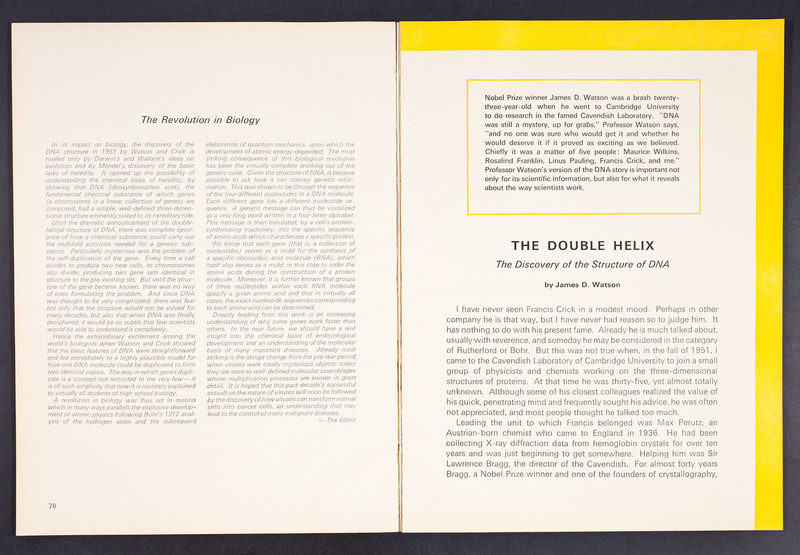 The Revolution in Biology
In its impact on biology, the discovery of the
DNA structure in 1953 by Watson and Crick is
rivaled only by Darwin's and Wallace's ideas on
evolution and by Mendel's discovery of the basic
laws of heredity. It opened up the possibility of
understanding the chemical basis of heredity, by
showing that DNA (deoxyribonucleic acid), the
fundamental chemical substance of which genes
(a chromosome is a linear collection of genes) are
composed, had a simple, well-defined three-dimen-
sional structure eminently suited to its hereditary role.
Until the dramatic announcement of the double-
helical structure of DNA, there was complete ignor-
ance of how a chemical substance could carry out
the multifold activities needed for a genetic sub-
stance. Particularly mysterious was the problem of
the self-duplication of the gene. Every time a cell
divides to produce two new cells, its chromosomes
also divide, producing two gene sets identical in
structure to the pre-existing set. But until the struc-
ture of the gene became known, there was no way
of even formulating the problem. And since DNA
was thought to be very complicated, there was fear
not only that the structure would not be solved for
many decades, but also that when DNA was finally
deciphered, it would be so subtle that few scientists
would be able to understand it completely.
Hence the extraordinary excitement among the
world's biologists when Watson and Crick showed
that the basic features of DNA were straightforward
and led immediately to a highly plausible model for
how one DNA molecule could be duplicated to form
two identical copies. The way in which genes dupli-
cate is a concept not restricted to the very few—it
is of such simplicity that now it is routinely explained
to virtually all students of high school biology.
A revolution in biology was thus set in motion
which in many ways parallels the explosive develop-
ment of atomic physics following Bohr's 1912 anal-
ysis of the hydrogen atom and the subsequent
elaboration of quantum mechanics, upon which the
development of atomic energy depended. The most
striking consequence of this biological revolution
has been the virtually complete working out of the
genetic code. Given the structure of DNA, it became
possible to ask how it can convey genetic infor-
mation. This was shown to be through the sequence
of the four different nucleotides in a DNA molecule.
Each different gene has a different nucleotide se-
quence. A genetic message can thus be visualized
as a very long word written in a four-letter alphabet.
This message is then translated, by a cell's protein-
synthesizing machinery, into the specific sequence
of amino acids which characterizes a specific protein.
We know that each gene (that is, a collection of
nucleotides) serves as a mold for the synthesis of
a specific ribonucleic-acid molecule (RNA), which
itself also serves as a mold, in this case to order the
amino acids during the construction of a protein
molecule. Moreover, it is further known that groups
of three nucleotides within each RNA molecule
specify a given amino acid and that in virtually all
cases, the exact nucleotide sequences corresponding
to each amino acid can be determined.
Directly leading from this work is an increasing
understanding of why some genes work faster than
others. In the near future, we should have a real
insight into the chemical basis of embryological
development and an understanding of the molecular
basis of many important diseases. Already most
striking is the abrupt change from the pre-war period
when viruses were totally mysterious objects; today
they are seen as well-defined molecular assemblages
whose multiplication processes are known in great
detail. It is hoped that this past decade's successful
assault on the nature of viruses will soon be followed
by the discovery of how viruses can transform normal
cells into cancer cells, an understanding that may
lead to the control of many malignant diseases.
— The Editor
76
Nobel Prize winner James D. Watson was a brash twenty-
three-year-old when he went to Cambridge University
to do research in the famed Cavendish Laboratory. "DNA
was still a mystery, up for grabs," Professor Watson says,
"and no one was sure who would get it and whether he
would deserve it if it proved as exciting as we believed.
Chiefly it was a matter of five people: Maurice Wilkins,
Rosalind Franklin, Linus Pauling, Francis Crick, and me."
Professor Watson's version of the DNA story is important not
only for its scientific information, but also for what it reveals
about the way scientists work.
THE DOUBLE HELIX
The Discovery of the Structure of DNA
by James D. Watson
I have never seen Francis Crick in a modest mood. Perhaps in other
company he is that way, but I have never had reason so to judge him. It
has nothing to do with his present fame. Already he is much talked about,
usually with reverence, and someday he may be considered in the category
of Rutherford or Bohr. But this was not true when, in the fall of 1951, I
came to the Cavendish Laboratory of Cambridge University to join a small
group of physicists and chemists working on the three-dimensional
structures of proteins. At that time he was thirty-five, yet almost totally
unknown. Although some of his closest colleagues realized the value of
his quick, penetrating mind and frequently sought his advice, he was often
not appreciated, and most people thought he talked too much.
Leading the unit to which Francis belonged was Max Perutz, an
Austrian-born chemist who came to England in 1936. He had been
collecting X-ray diffraction data from hemoglobin crystals for over ten
years and was just beginning to get somewhere. Helping him was Sir
Lawrence Bragg, the director of the Cavendish. For almost forty years
Bragg, a Nobel Prize winner and one of the founders of crystallography,